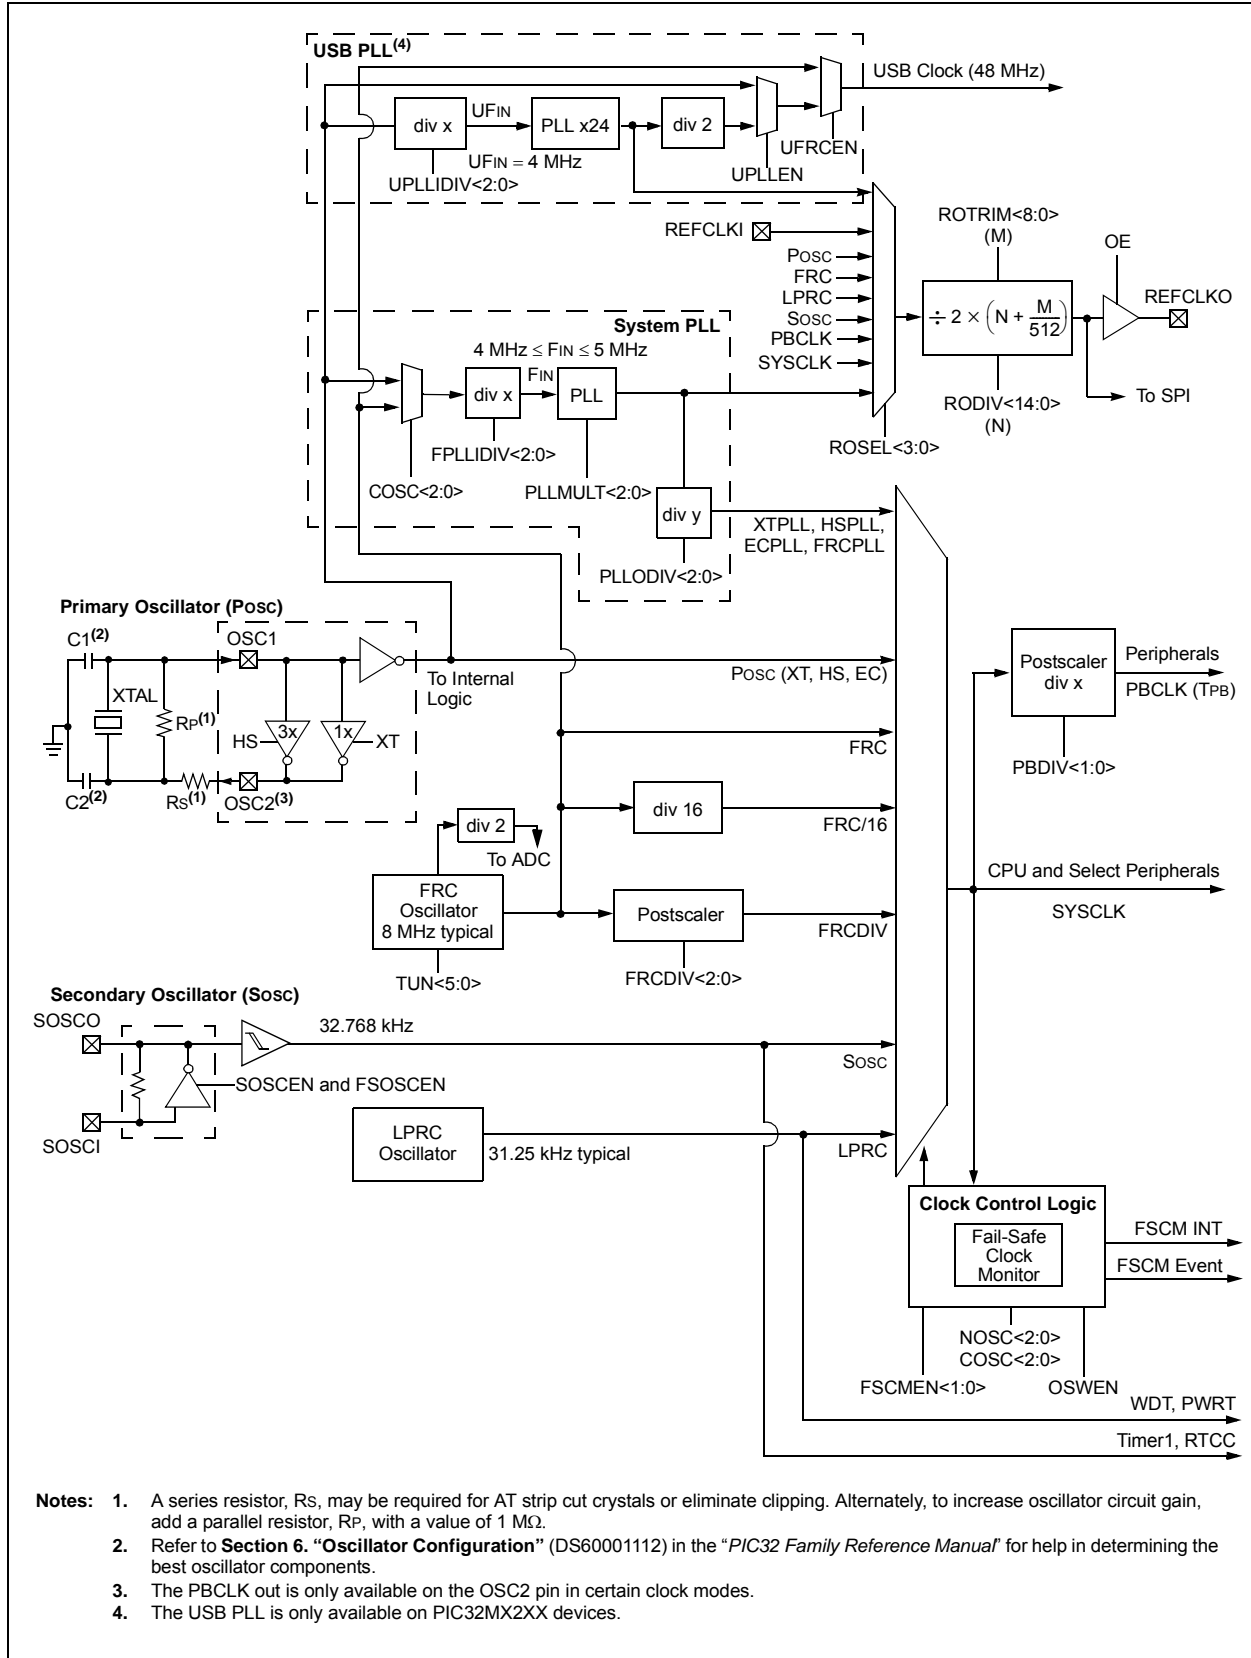 USB PLL(4)
USB Clock (48 MHz)
UFIN
div x
PLL x24
div 2
UFIN = 4 MHz
UFRCEN
UPLLEN
UPLLIDIV<2:0>
ROTRIM<8:0>
(M)
REFCLKI
OE
POSC
FRC
LPRC
SOSC
PBCLK
SYSCLK
÷ 2 × (N + M/512)
REFCLKO
System PLL
4 MHz ≤ FIN ≤ 5 MHz
FIN
div x
PLL
To SPI
RODIV<14:0>
(N)
ROSEL<3:0>
FPLLIDIV<2:0>
COSC<2:0>
PLLMULT<2:0>
div y
XTPLL, HSPLL,
ECPLL, FRCPLL
PLLODIV<2:0>
Primary Oscillator (POSC)
C1(2)
OSC1
XTAL
RP(1)
To Internal
Logic
POSC (XT, HS, EC)
Postscaler
div x
Peripherals
PBCLK (TPB)
HS
3x
1x
XT
FRC
PBDIV<1:0>
C2(2)
RS(1)
OSC2(3)
div 2
To ADC
div 16
FRC/16
CPU and Select Peripherals
SYSCLK
FRC
Oscillator
8 MHz typical
Postscaler
FRCDIV
TUN<5:0>
FRCDIV<2:0>
Secondary Oscillator (SOSC)
SOSCO
32.768 kHz
SOSC
SOSCEN and FSOSCEN
SOSCI
LPRC
Oscillator
31.25 kHz typical
LPRC
Clock Control Logic
Fail-Safe
Clock
Monitor
FSCM INT
FSCM Event
NOSC<2:0>
COSC<2:0>
FSCMEN<1:0>
OSWEN
WDT, PWRT
Timer1, RTCC
Notes: 1. A series resistor, RS, may be required for AT strip cut crystals or eliminate clipping. Alternately, to increase oscillator circuit gain,
add a parallel resistor, RP, with a value of 1 MΩ.
2. Refer to Section 6. “Oscillator Configuration” (DS60001112) in the “PIC32 Family Reference Manual” for help in determining the
best oscillator components.
3. The PBCLK out is only available on the OSC2 pin in certain clock modes.
4. The USB PLL is only available on PIC32MX2XX devices.